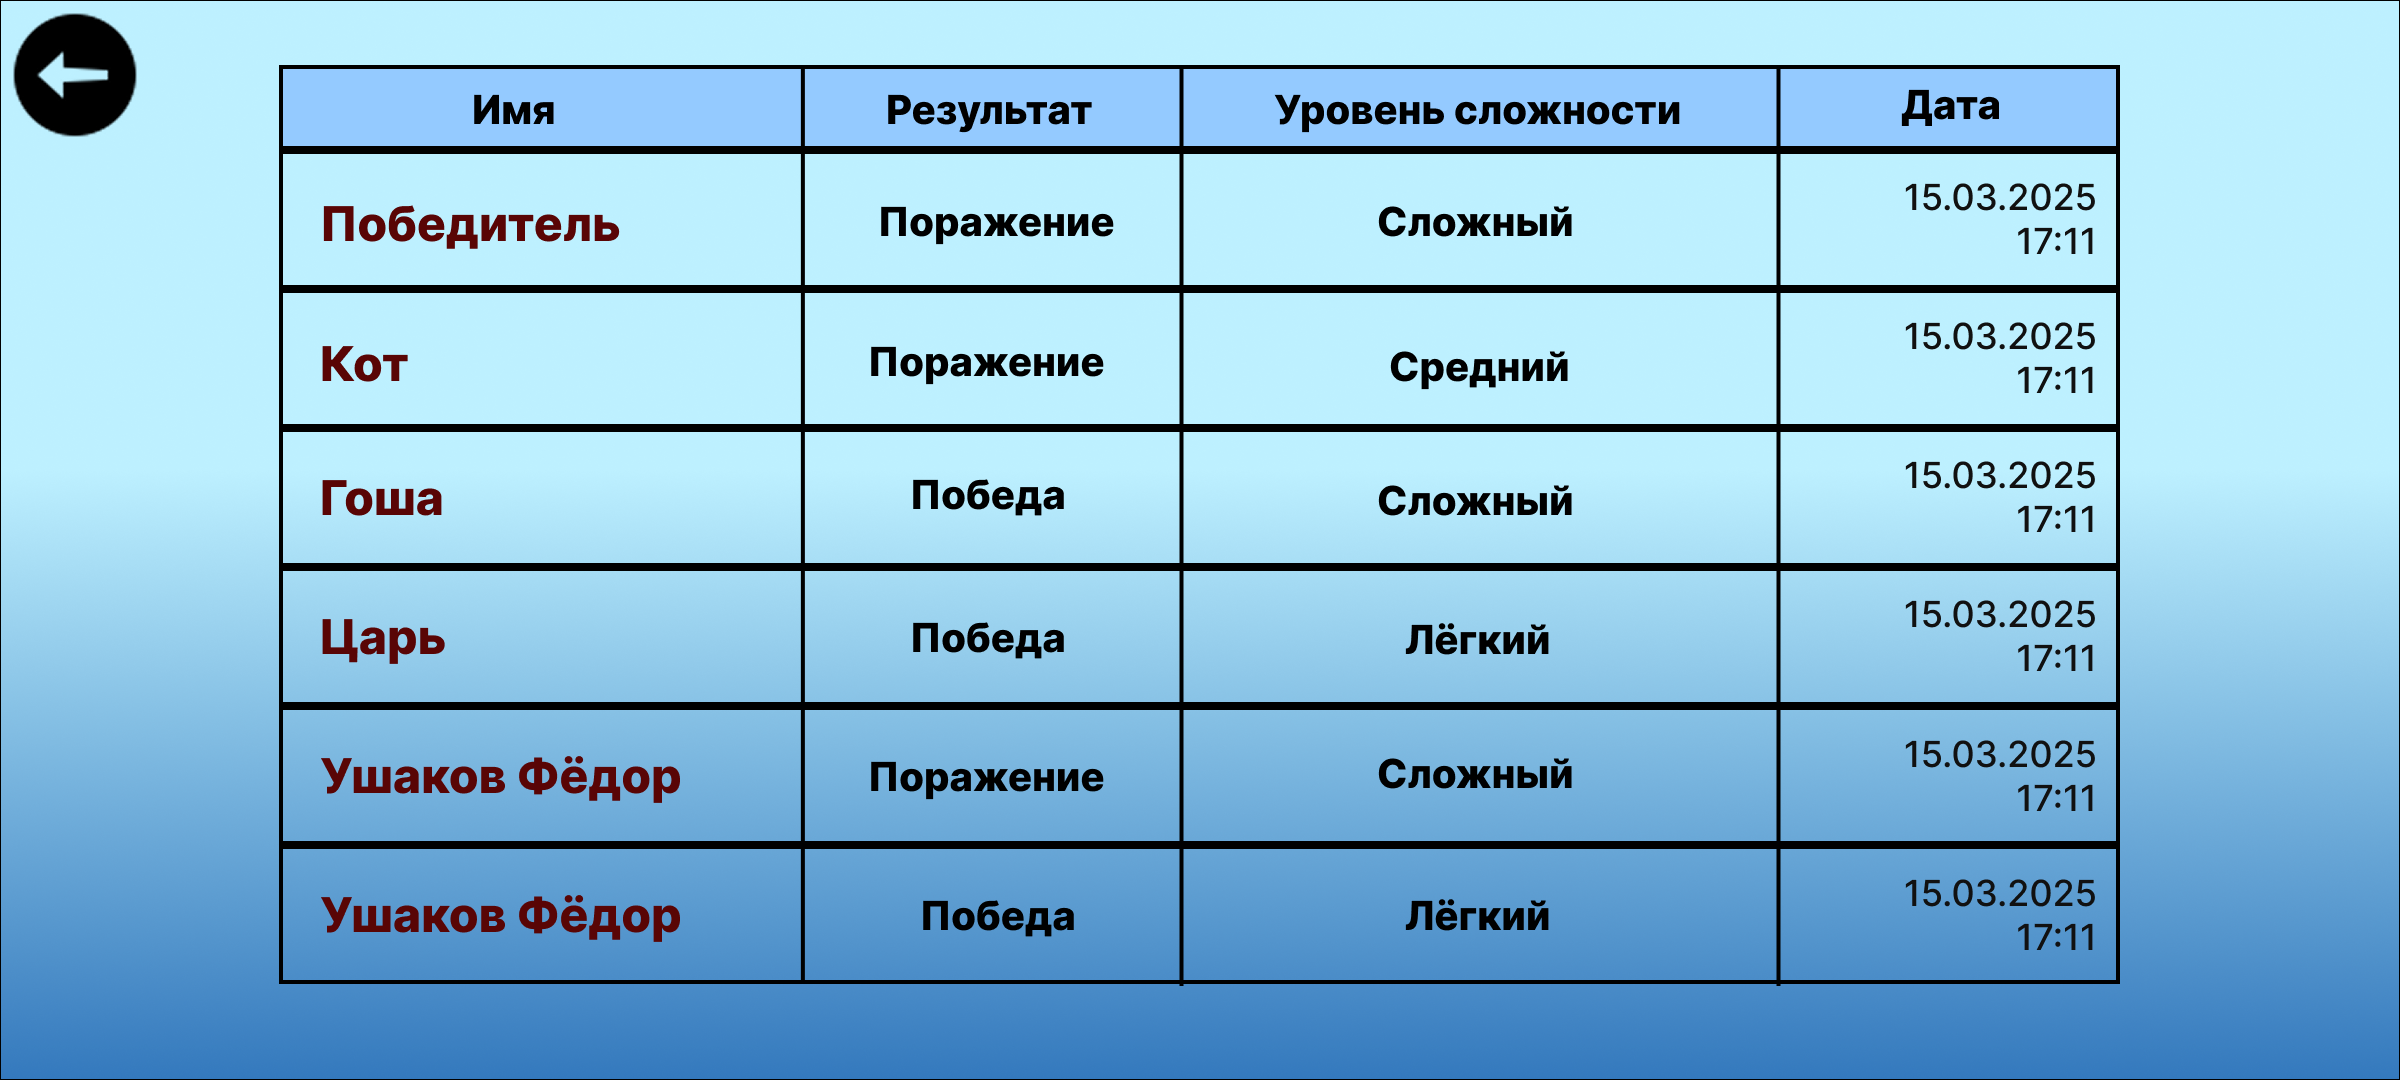 Имя Результат Уровень сложности Дата
Победитель Поражение Сложный 15.03.2025
17:11
Кот Поражение Средний 15.03.2025
17:11
Гоша Победа Сложный 15.03.2025
17:11
Царь Победа Лёгкий 15.03.2025
17:11
Ушаков Фёдор Поражение Сложный 15.03.2025
17:11
Ушаков Фёдор Победа Лёгкий 15.03.2025
17:11